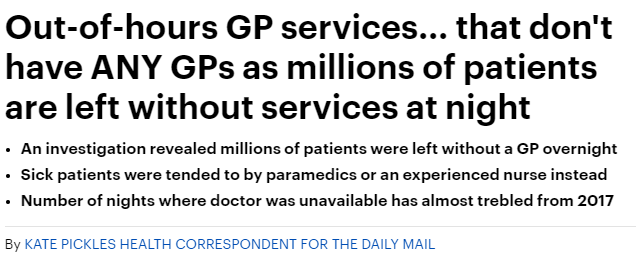 Out-of-hours GP services... that don't
have ANY GPs as millions of patients
are left without services at night
• An investigation revealed millions of patients were left without a GP overnight
• Sick patients were tended to by paramedics or an experienced nurse instead
• Number of nights where doctor was unavailable has almost trebled from 2017
By KATE PICKLES HEALTH CORRESPONDENT FOR THE DAILY MAIL